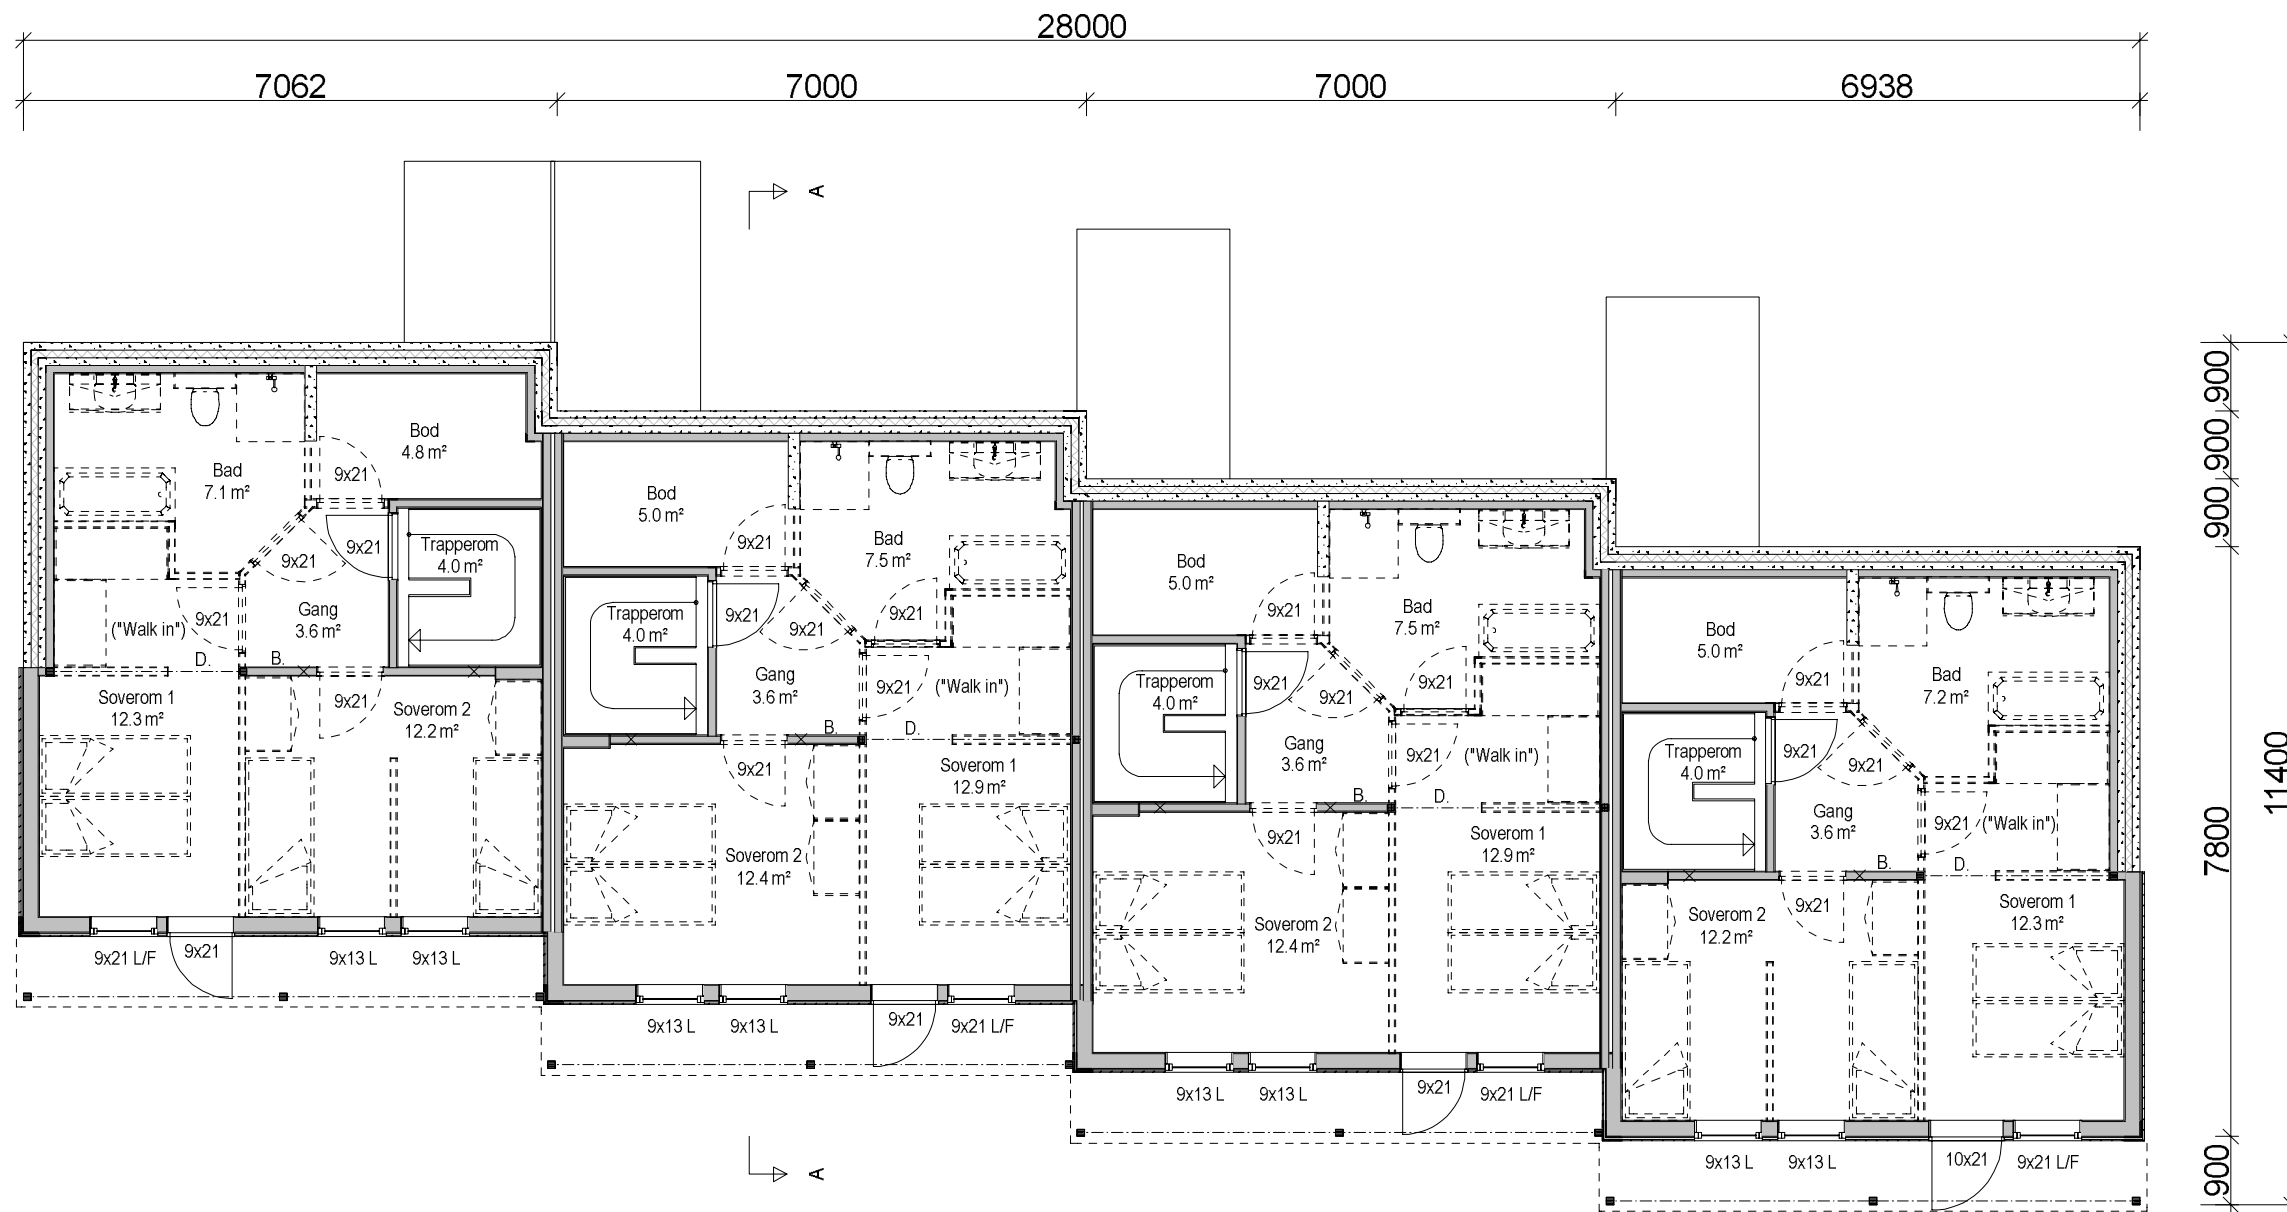 28000
7062
7000
7000
6938
A
900
900
900
7800
11400
900
Bod
4.8 m²
Bad
7.1 m²
9x21
9x21
9x21
Trapperom
4.0 m²
9x21
Gang
3.6 m²
("Walk in")
D.
B.
Soverom 1
12.3 m²
9x21
Soverom 2
12.2 m²
9x21 L/F
9x21
9x13 L
9x13 L
Bod
5.0 m²
9x21
Bad
7.5 m²
Trapperom
4.0 m²
9x21
9x21
9x21
Gang
3.6 m²
9x21
("Walk in")
B.
D.
9x21
Soverom 1
12.9 m²
Soverom 2
12.4 m²
9x13 L
9x13 L
9x21
9x21 L/F
A
Bod
5.0 m²
9x21
Bad
7.5 m²
Trapperom
4.0 m²
9x21
9x21
9x21
Gang
3.6 m²
9x21
("Walk in")
B.
D.
9x21
Soverom 1
12.9 m²
Soverom 2
12.4 m²
9x13 L
9x13 L
9x21
9x21 L/F
Bod
5.0 m²
9x21
Bad
7.2 m²
Trapperom
4.0 m²
9x21
9x21
Gang
3.6 m²
9x21
("Walk in")
B.
D.
9x21
Soverom 2
12.2 m²
Soverom 1
12.3 m²
9x13 L
9x13 L
10x21
9x21 L/F